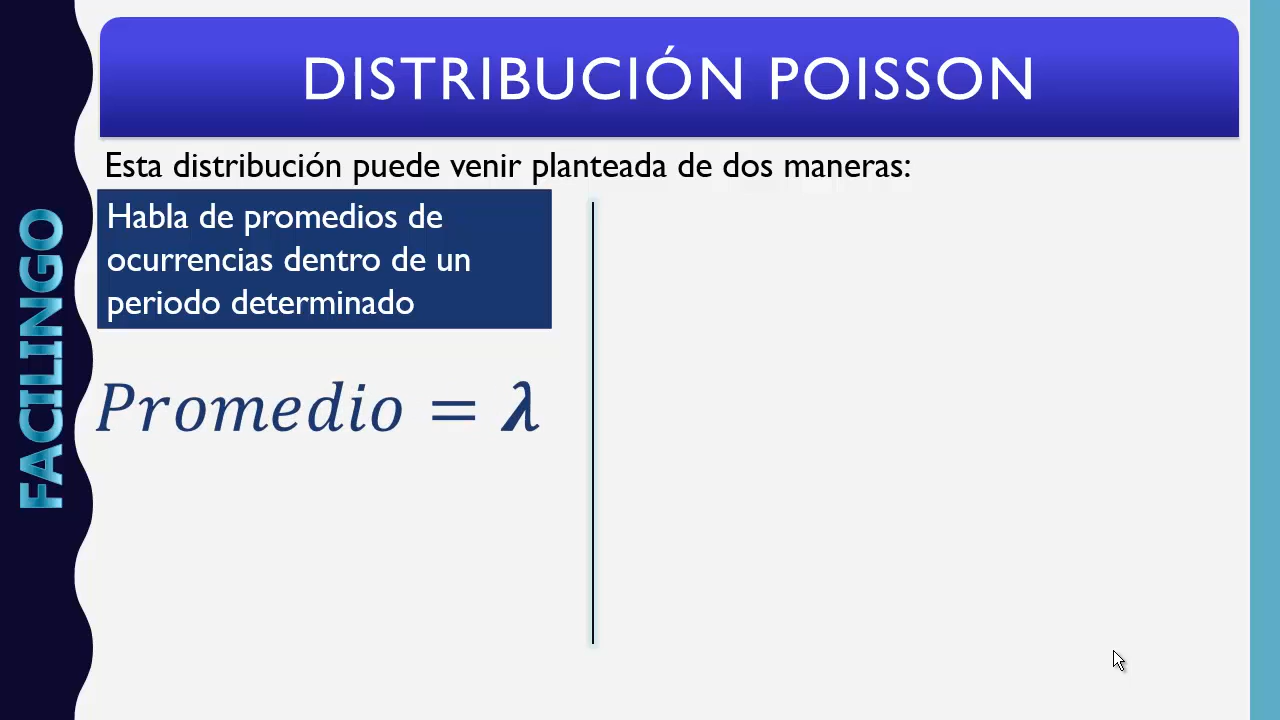 DISTRIBUCIÓN POISSON
Esta distribución puede venir planteada de dos maneras:
Habla de promedios de
ocurrencias dentro de un
periodo determinado
Promedio = λ
FACILINGO